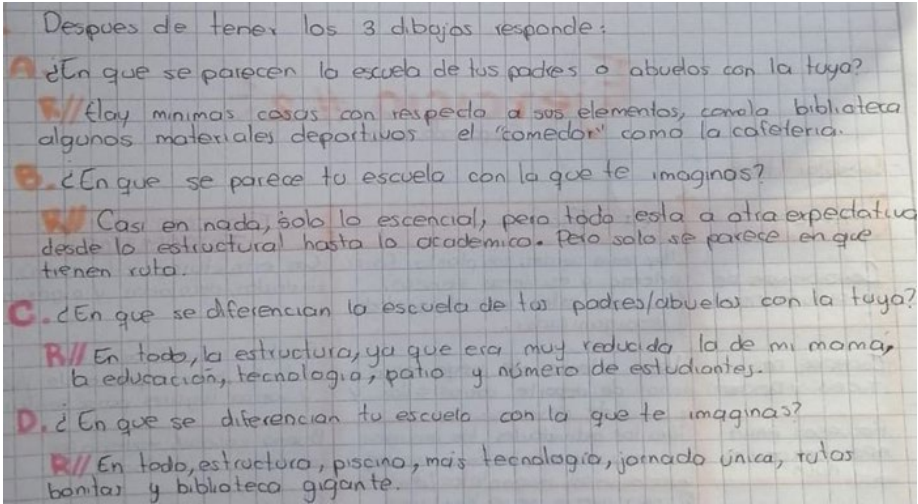 Despues de tener los 3 dibojos responde:
A ¿En que se parecen la escuela de tus padres o abuelos con la tuya?
R// Hay minimas cosas con respecto a sus elementos, como la biblioteca
algunos materiales deportivos el "comedor" como la cafeteria.
B. ¿En que se parece tu escuela con la que te imaginas?
R// Casi en nada, solo lo escencial, pero todo esta a otra expectativa
desde lo estructural hasta lo academico. Pero solo se parece en que
tienen ruta.
C. ¿En que se diferencian la escuela de tus padres/abuelos con la tuya?
R// En todo, la estructura, ya que era muy reducida la de mi mama,
la educación, tecnologia, patio y número de estudiantes.
D. ¿En que se diferencian tu escuela con la que te imaginas?
R// En todo, estructura, piscina, más tecnologia, jornada única, rutas
bonitas y biblioteca gigante.